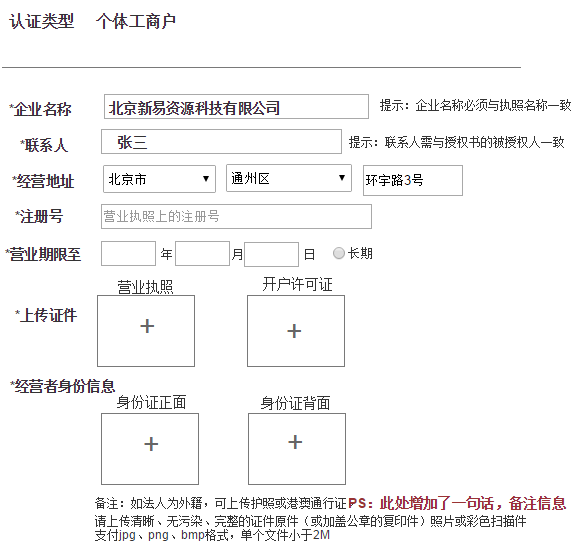 认证类型 个体工商户
*企业名称 北京新易资源科技有限公司 提示：企业名称必须与执照名称一致
*联系人 张三 提示：联系人需与授权书的被授权人一致
*经营地址 北京市 通州区 环宇路3号
*注册号 营业执照上的注册号
*营业期限至 年 月 日 长期
营业执照 开户许可证
*上传证件 + +
*经营者身份信息
身份证正面 身份证背面
+ +
备注：如法人为外籍，可上传护照或港澳通行证 PS：此处增加了一句话，备注信息
请上传清晰、无污染、完整的证件原件（或加盖公章的复印件）照片或彩色扫描件
支付jpg、png、bmp格式，单个文件小于2M